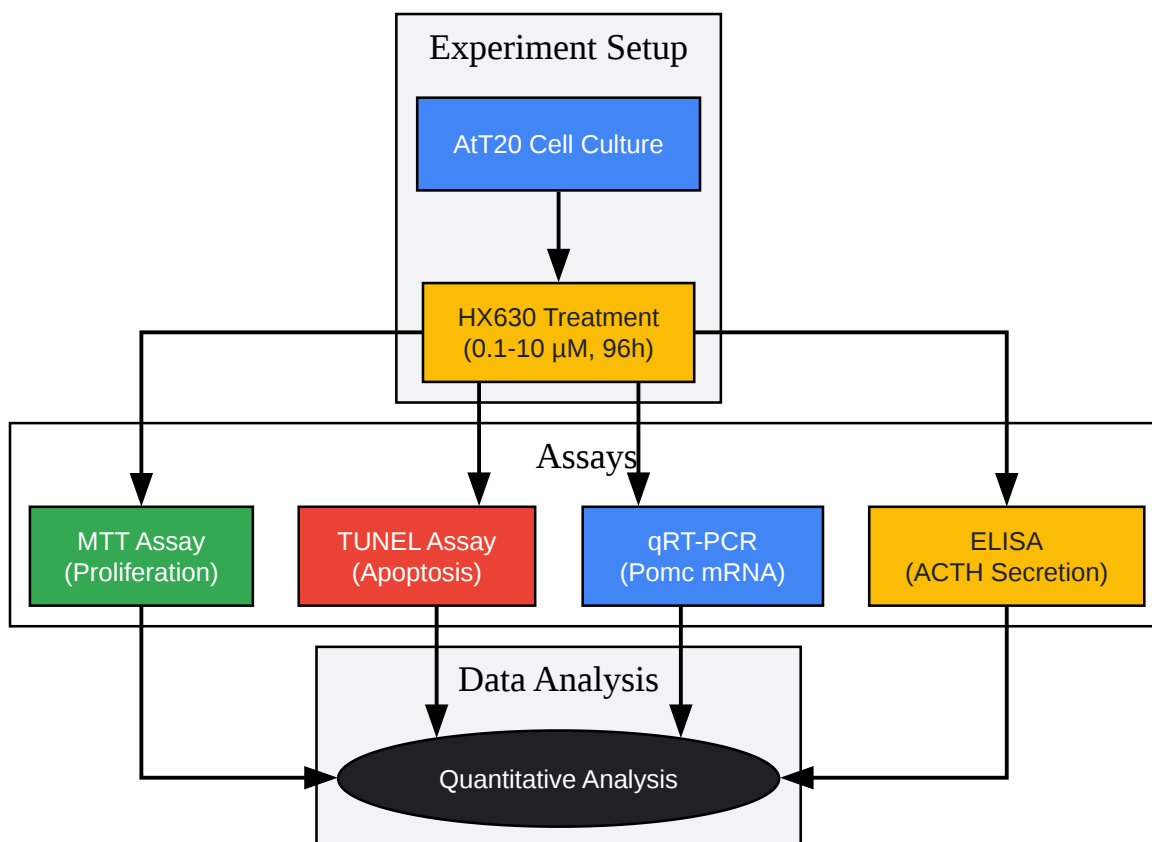 Experiment Setup
AtT20 Cell Culture
HX630 Treatment
(0.1-10 µM, 96h)
Assays
MTT Assay
(Proliferation)
TUNEL Assay
(Apoptosis)
qRT-PCR
(Pomc mRNA)
ELISA
(ACTH Secretion)
Data Analysis
Quantitative Analysis